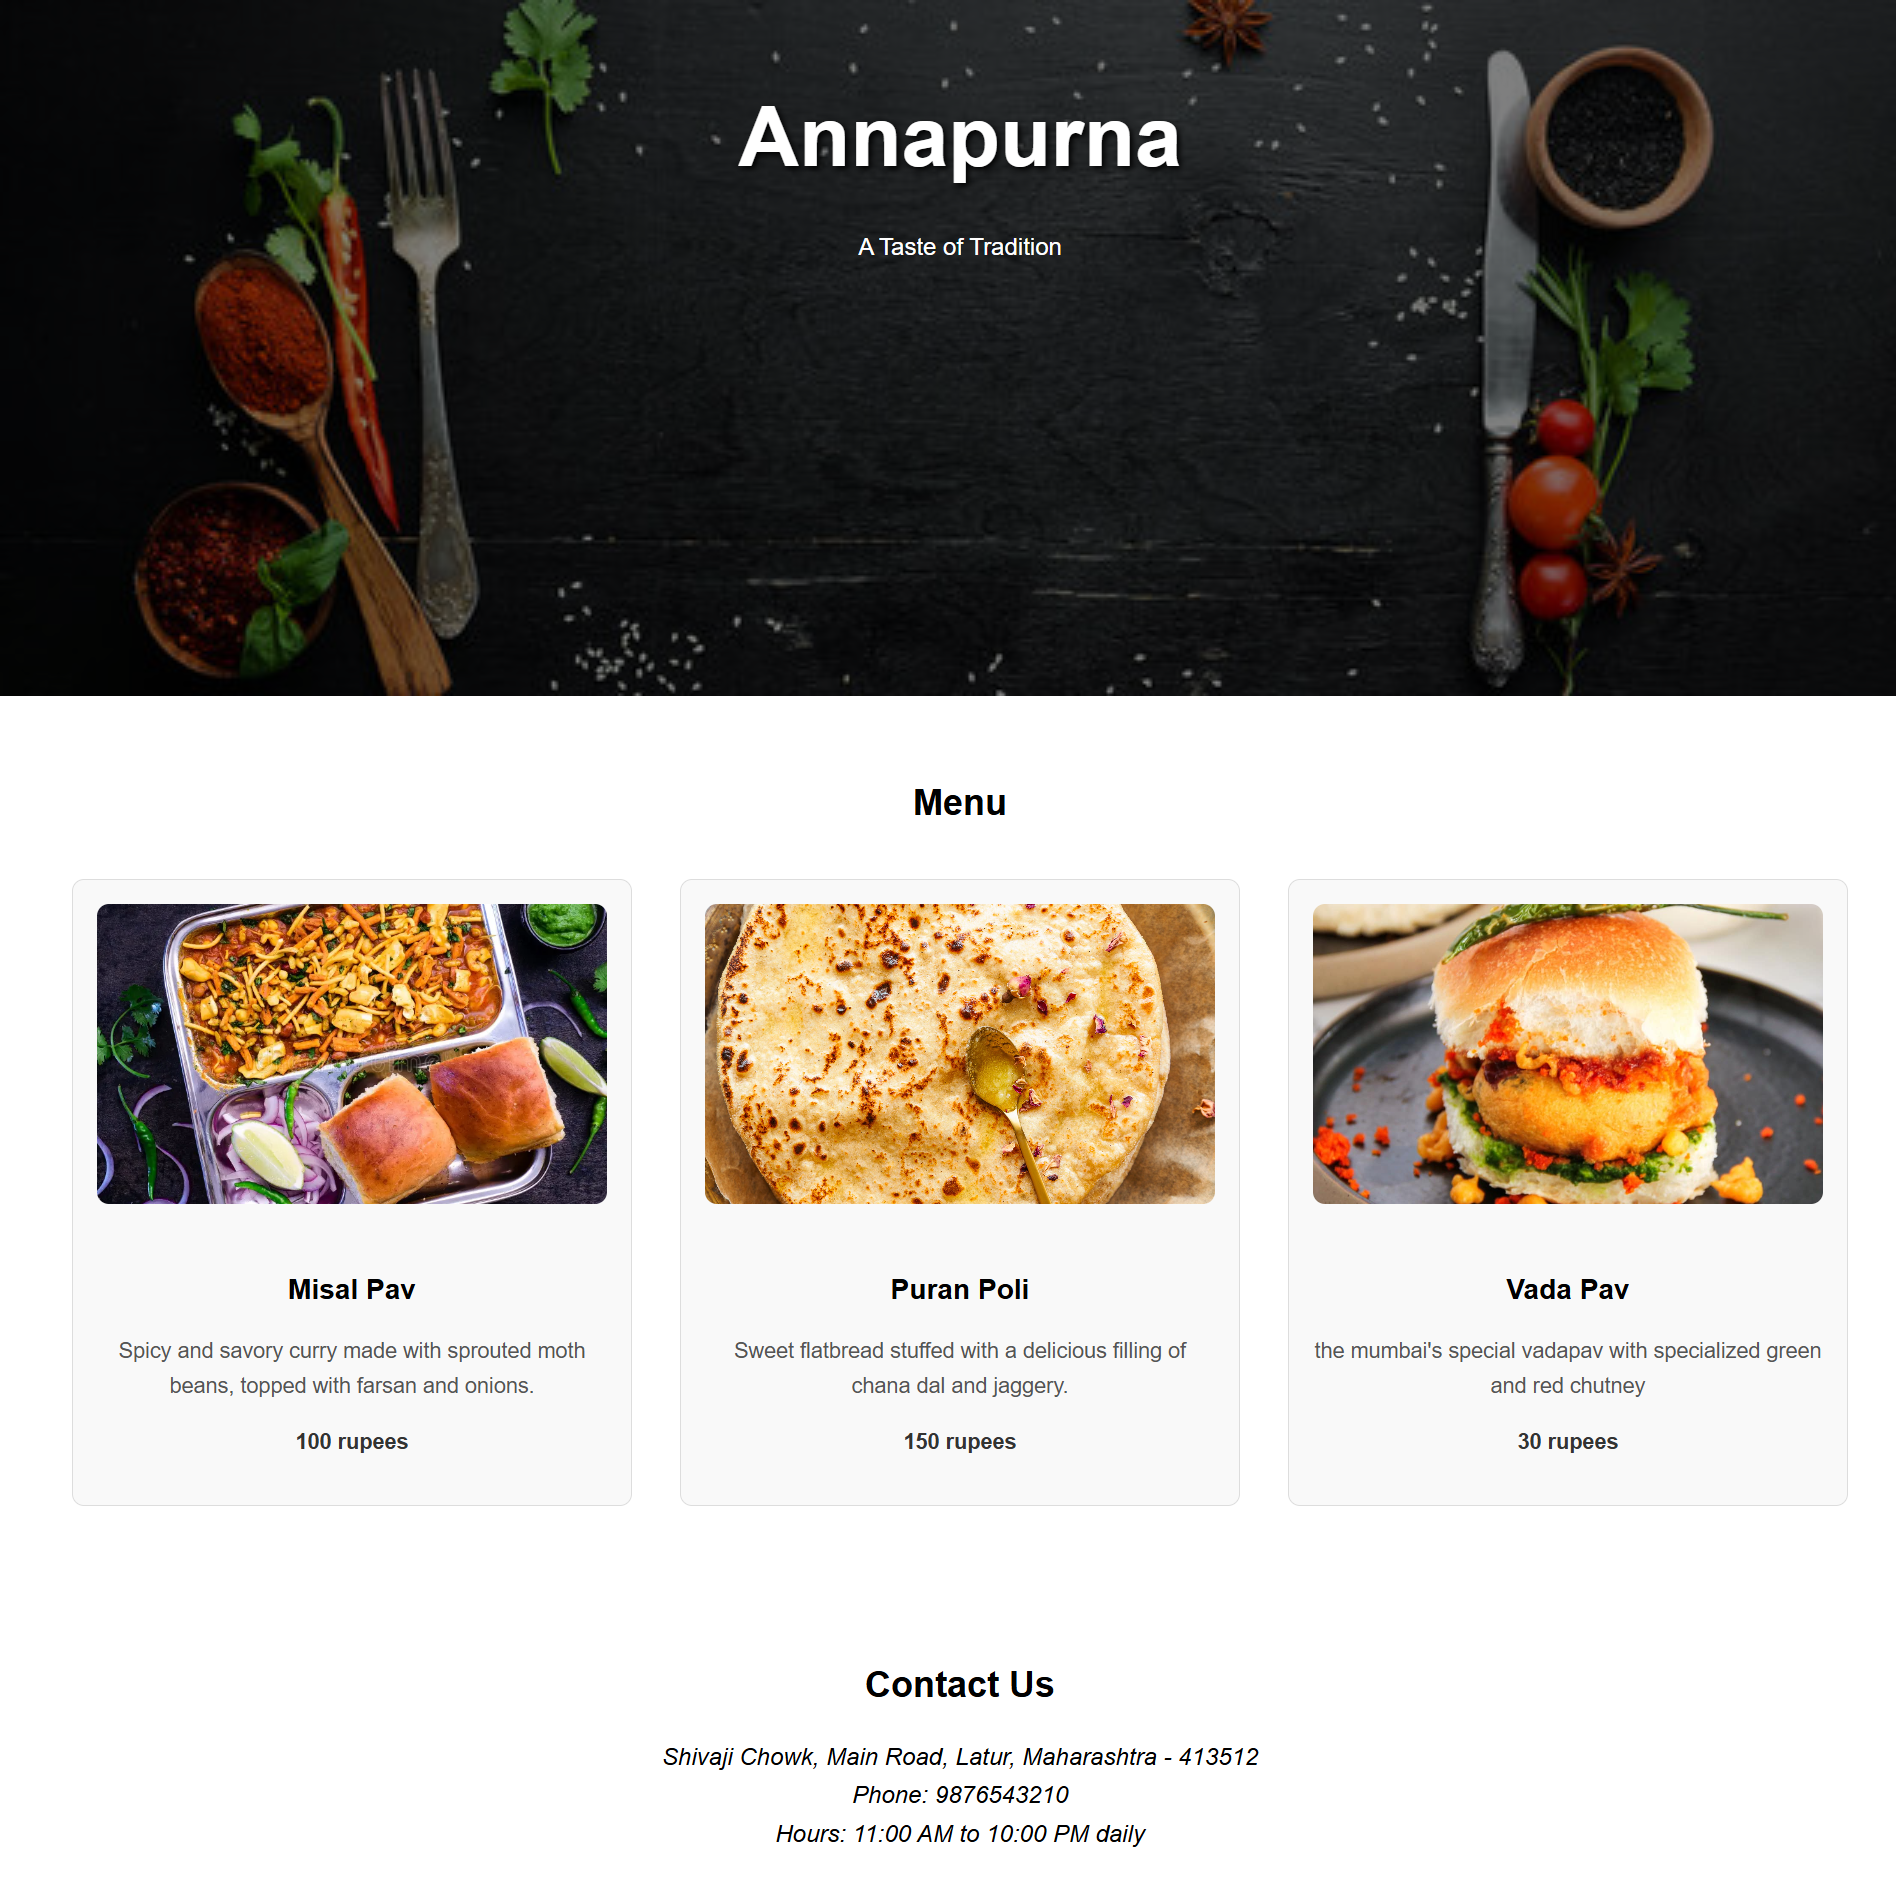 Annapurna
A Taste of Tradition
Menu
Misal Pav
Spicy and savory curry made with sprouted moth
beans, topped with farsan and onions.
100 rupees
Puran Poli
Sweet flatbread stuffed with a delicious filling of
chana dal and jaggery.
150 rupees
Vada Pav
the mumbai's special vadapav with specialized green
and red chutney
30 rupees
Contact Us
Shivaji Chowk, Main Road, Latur, Maharashtra - 413512
Phone: 9876543210
Hours: 11:00 AM to 10:00 PM daily